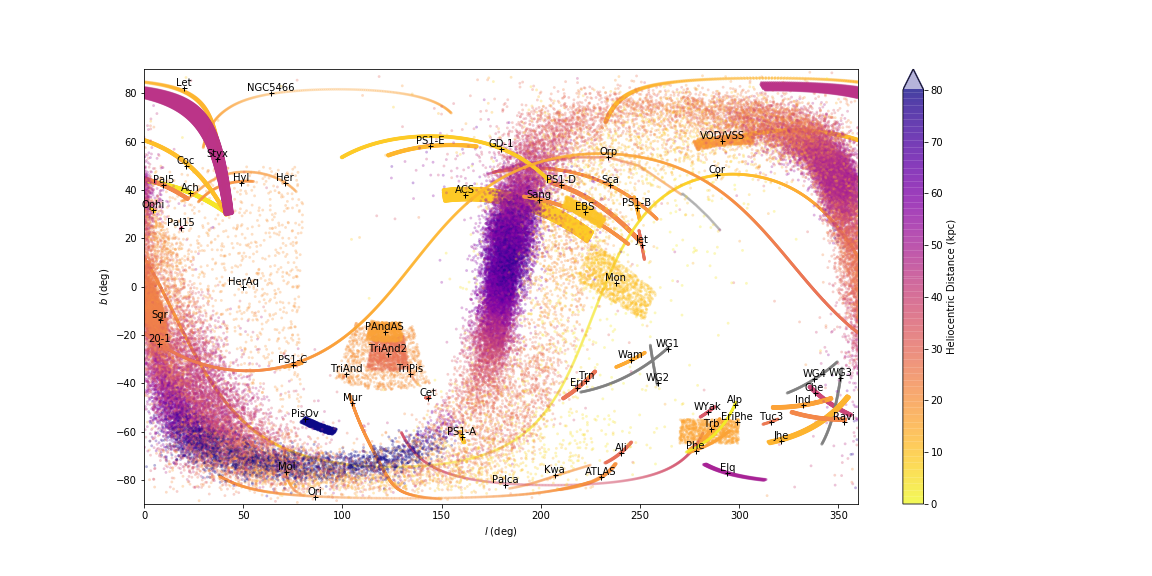 Let
NGC5466
80
60
40
20
0
−20
−40
−60
−80
b (deg)
Styx
Coc
PS1-E
GD-1
Orp
VOD/VSS
Cor
Pal5
Ach
Hyl
Her
ACS
Sang
PS1-D
Sca
EBS
PS1-B
Ophi
Pal15
Jet
HerAq
Mon
Sgr
20-1
PAndAS
TriAnd2
PS1-C
TriAnd
TriPis
Mur
Cet
Wam
WG1
WG2
Eri
Trn
WG4
WG3
Che
Ind
Ravi
PisOv
PS1-A
WYak
Alp
EriPhe
Trb
Tuc3
Jhe
Phe
Mol
Ori
Palca
Kwa
Ali
ATLAS
Elq
0
50
100
150
200
250
300
350
l (deg)
80
70
60
50
40
30
20
10
0
Heliocentric Distance (kpc)